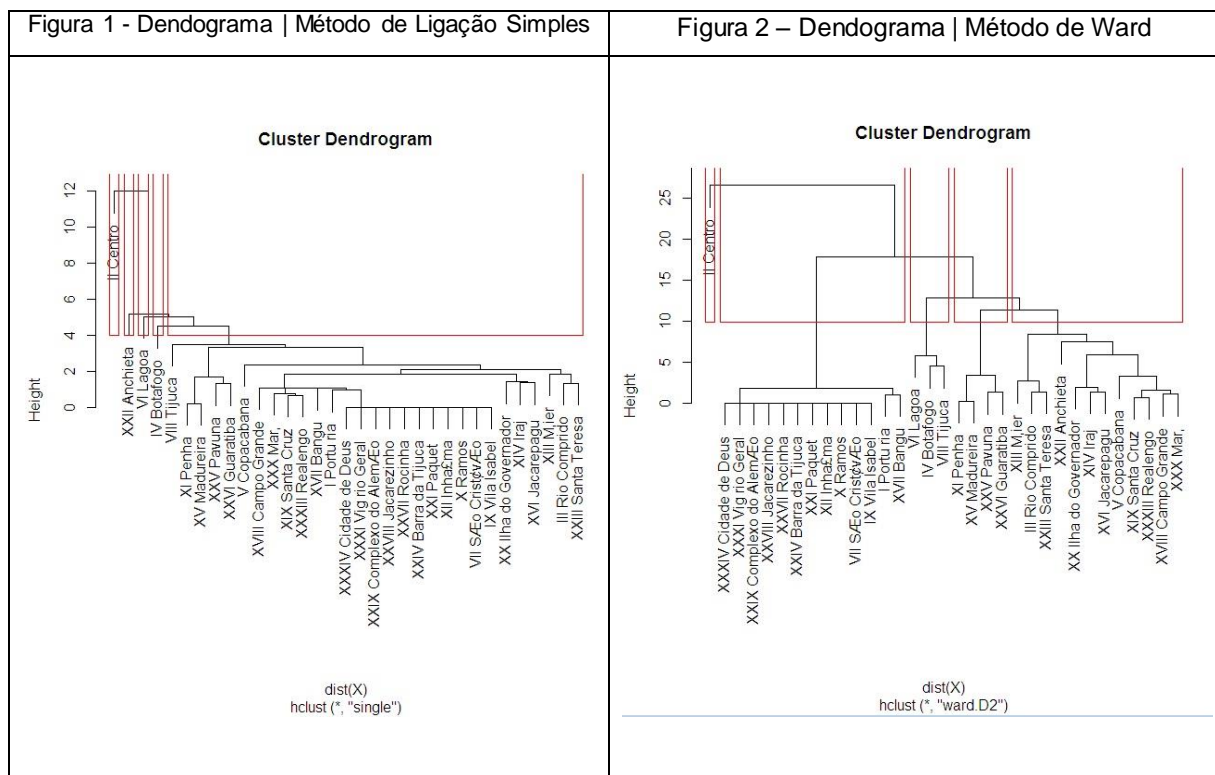 Figura 1 - Dendograma | Método de Ligação Simples
Cluster Dendrogram
Height
0
2
4
6
8
10
12
II Centro
XXII Anchieta
VI Lagoa
IV Botafogo
VIII Tijuca
XI Penha
XV Madureira
XXV Pavuna
XXVI Guaratiba
V Copacabana
XVIII Campo Grande
XXX Mar,
XIX Santa Cruz
XXXIII Realengo
XVII Bangu
I Portu ria
XXXIV Cidade de Deus
XXXI Vig rio Geral
XXIX Complexo do AlemÆo
XXVIII Jacarezinho
XXVII Rocinha
XXIV Barra da Tijuca
XXI Paquet
XII Inha£ma
X Ramos
VII SÆo Crist¢vÆo
IX Vila Isabel
XX Ilha do Governador
XIV Iraj
XVI Jacarepagu
XIII M‚ier
III Rio Comprido
XXIII Santa Teresa
dist(X)
hclust (*, "single")
Figura 2 – Dendograma | Método de Ward
Cluster Dendrogram
Height
0
5
10
15
20
25
II Centro
XXXIV Cidade de Deus
XXXI Vig rio Geral
XXIX Complexo do AlemÆo
XXVIII Jacarezinho
XXVII Rocinha
XXIV Barra da Tijuca
XXI Paquet
XII Inha£ma
X Ramos
VII SÆo Crist¢vÆo
IX Vila Isabel
I Portu ria
XVII Bangu
VI Lagoa
IV Botafogo
VIII Tijuca
XI Penha
XV Madureira
XXV Pavuna
XXVI Guaratiba
XIII M‚ier
III Rio Comprido
XXIII Santa Teresa
XXII Anchieta
XX Ilha do Governador
XIV Iraj
XVI Jacarepagu
V Copacabana
XIX Santa Cruz
XXXIII Realengo
XVIII Campo Grande
XXX Mar,
dist(X)
hclust (*, "ward.D2")